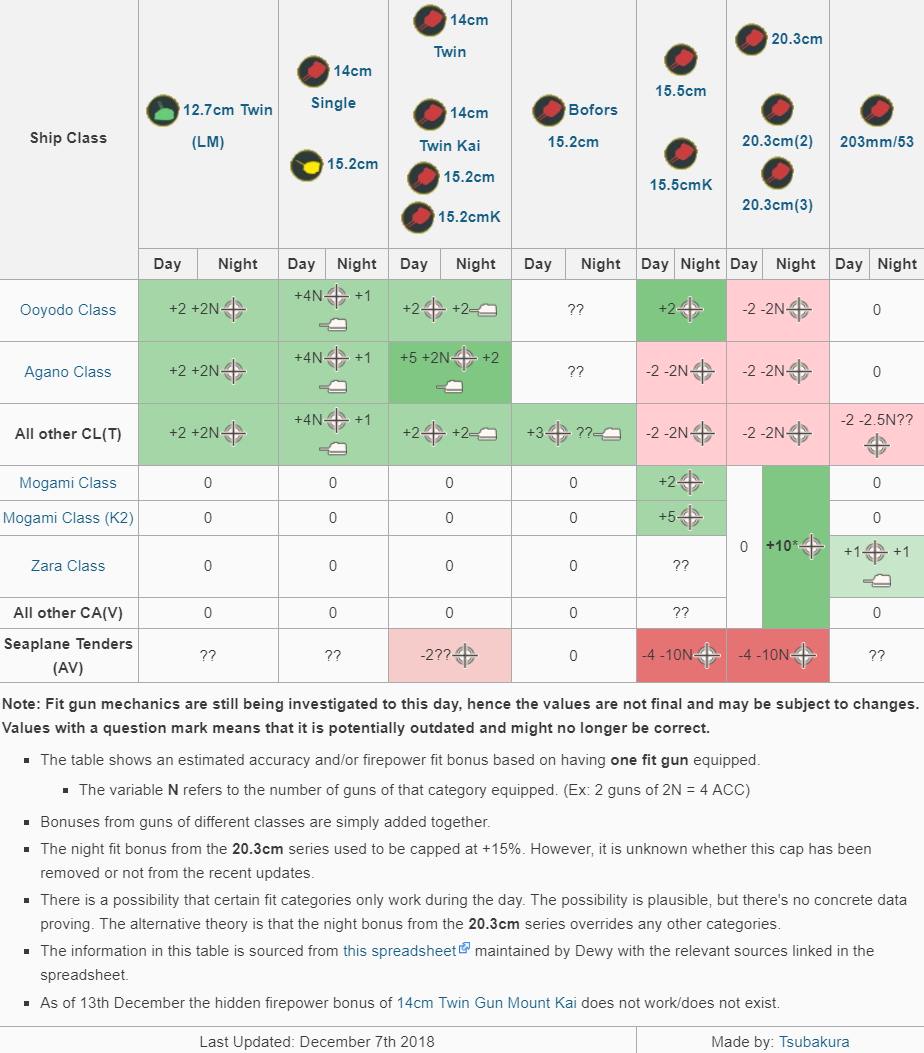 Ship Class
12.7cm Twin
(LM)
14cm
Single
15.2cm
14cm
Twin
14cm
Twin Kai
15.2cm
15.2cmK
Bofors
15.2cm
15.5cm
15.5cmK
20.3cm
20.3cm(2)
20.3cm(3)
203mm/53
Day Night Day Night Day Night Day Night Day Night Day Night Day Night
Ooyodo Class +2 +2N +4N +1 +2 +2 ?? +2 -2 -2N 0
Agano Class +2 +2N +4N +1 +5 +2N +2 ?? -2 -2N -2 -2N 0
All other CL(T) +2 +2N +4N +1 +2 +2 +3 ?? -2 -2N -2 -2N -2 -2.5N??
Mogami Class 0 0 0 0 +2 0
Mogami Class (K2) 0 0 0 0 +5 0
0 +10*
Zara Class 0 0 0 0 ?? +1 +1
All other CA(V) 0 0 0 0 ?? 0
Seaplane Tenders
(AV) ?? ?? -2?? 0 -4 -10N -4 -10N ??
Note: Fit gun mechanics are still being investigated to this day, hence the values are not final and may be subject to changes.
Values with a question mark means that it is potentially outdated and might no longer be correct.
The table shows an estimated accuracy and/or firepower fit bonus based on having one fit gun equipped.
The variable N refers to the number of guns of that category equipped. (Ex: 2 guns of 2N = 4 ACC)
Bonuses from guns of different classes are simply added together.
The night fit bonus from the 20.3cm series used to be capped at +15%. However, it is unknown whether this cap has been
removed or not from the recent updates.
There is a possibility that certain fit categories only work during the day. The possibility is plausible, but there's no concrete data
proving. The alternative theory is that the night bonus from the 20.3cm series overrides any other categories.
The information in this table is sourced from this spreadsheet maintained by Dewy with the relevant sources linked in the
spreadsheet.
As of 13th December the hidden firepower bonus of 14cm Twin Gun Mount Kai does not work/does not exist.
Last Updated: December 7th 2018 Made by: Tsubakura